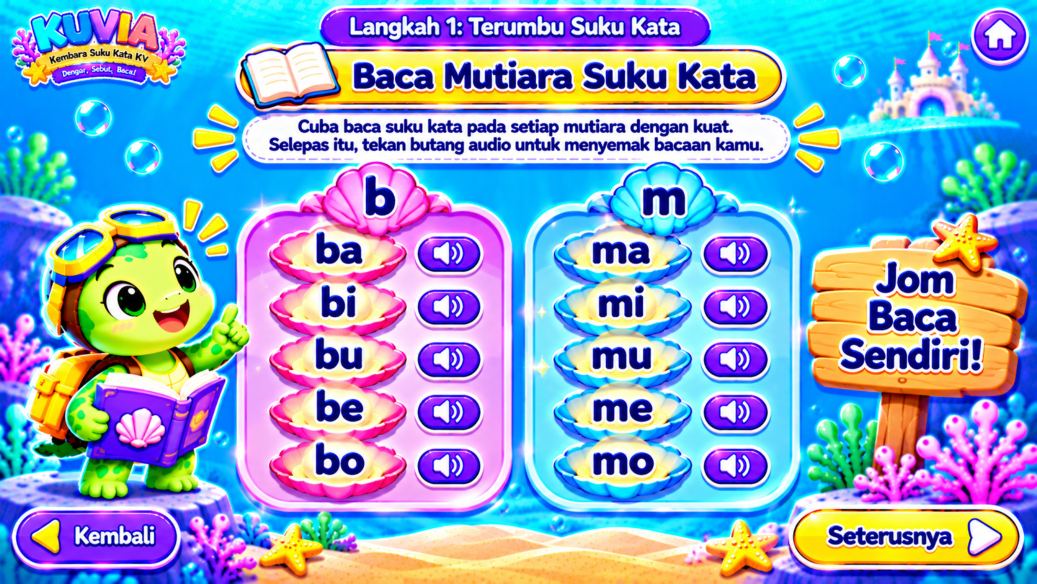 KUVIA
Kembara Suku Kata KV
Dengar, Sebut, Baca!
Langkah 1: Terumbu Suku Kata
Baca Mutiara Suku Kata
Cuba baca suku kata pada setiap mutiara dengan kuat.
Selepas itu, tekan butang audio untuk menyemak bacaan kamu.
b
ba
bi
bu
be
bo
m
ma
mi
mu
me
mo
Jom
Baca
Sendiri!
Kembali
Seterusnya